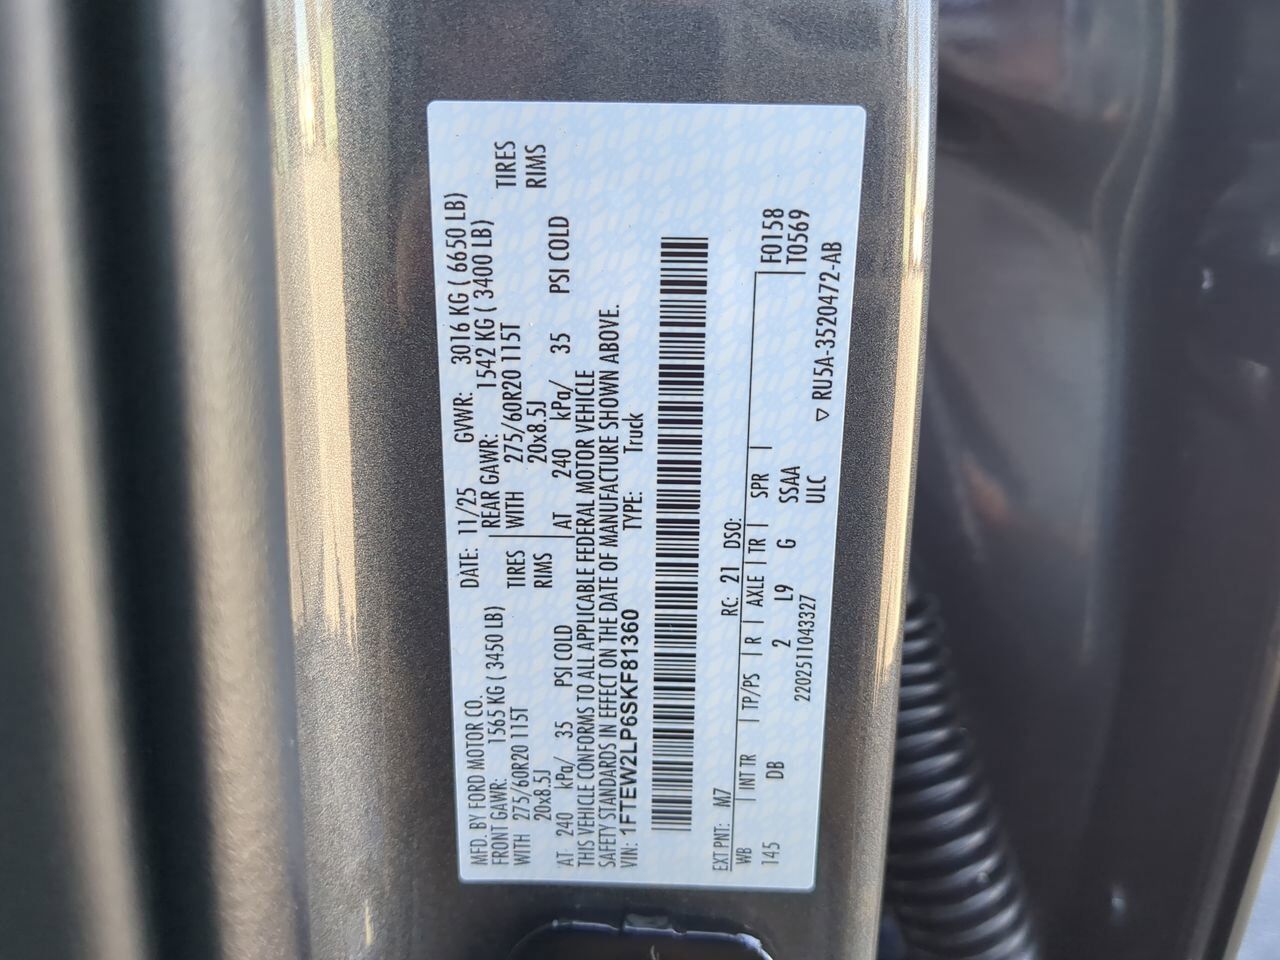 MFD. BY FORD MOTOR CO. DATE: 11/25 GVWR: 3016 KG ( 6650 LB)
FRONT GAWR: 1565 KG ( 3450 LB) REAR GAWR: 1542 KG ( 3400 LB)
WITH 275/60R20 115T TIRES WITH 275/60R20 115T TIRES
20x8.5J RIMS 20x8.5J RIMS
AT 240 kPa/ 35 PSI COLD AT 240 kPa/ 35 PSI COLD
THIS VEHICLE CONFORMS TO ALL APPLICABLE FEDERAL MOTOR VEHICLE
SAFETY STANDARDS IN EFFECT ON THE DATE OF MANUFACTURE SHOWN ABOVE.
VIN: 1FTEW2LP6SKF81360 TYPE: Truck
EXT PNT: M7 RC: 21 DSO:
WB | INT TR | TP/PS | R | AXLE | TR | SPR | F0158
145 DB 2 L9 G SSAA T0569
2202511043327 ULC
▽ RU5A-3520472-AB